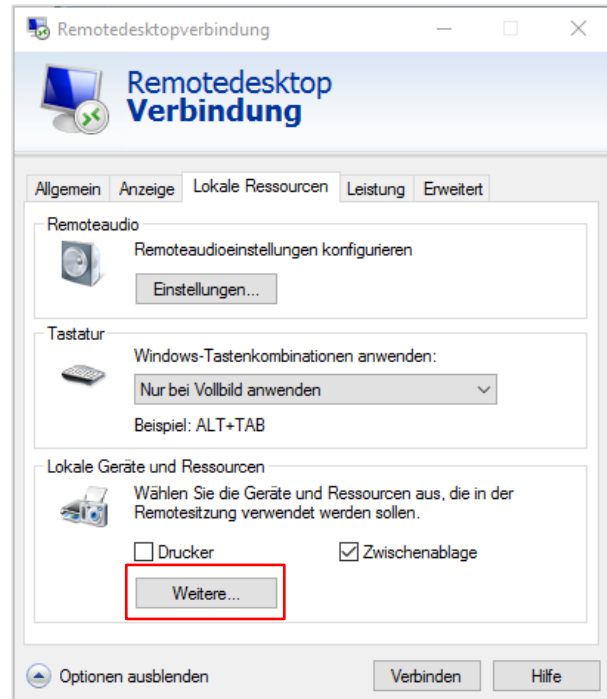 Remotedesktopverbindung
Remotedesktop
Verbindung
Allgemein Anzeige Lokale Ressourcen Leistung Erweitert
Remoteaudio
Remoteaudioeinstellungen konfigurieren
Einstellungen...
Tastatur
Windows-Tastenkombinationen anwenden:
Nur bei Vollbild anwenden
Beispiel: ALT+TAB
Lokale Geräte und Ressourcen
Wählen Sie die Geräte und Ressourcen aus, die in der
Remotesitzung verwendet werden sollen.
Drucker Zwischenablage
Weitere...
Optionen ausblenden Verbinden Hilfe